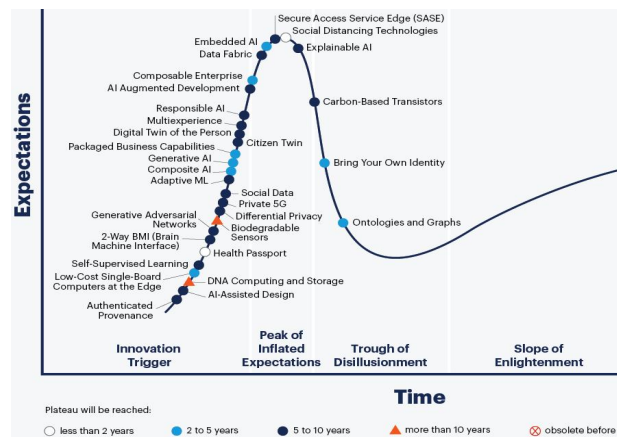 Secure Access Service Edge (SASE)
Social Distancing Technologies
Embedded AI
Explainable AI
Data Fabric
Composable Enterprise
AI Augmented Development
Carbon-Based Transistors
Responsible AI
Multiexperience
Digital Twin of the Person
Citizen Twin
Packaged Business Capabilities
Generative AI
Bring Your Own Identity
Composite AI
Adaptive ML
Social Data
Private 5G
Generative Adversarial
Networks
Differential Privacy
Biodegradable
Sensors
Ontologies and Graphs
2-Way BMI (Brain
Machine Interface)
Health Passport
Self-Supervised Learning
Low-Cost Single-Board
Computers at the Edge
DNA Computing and Storage
AI-Assisted Design
Authenticated
Provenance
Expectations
Innovation
Trigger
Peak of
Inflated
Expectations
Trough of
Disillusionment
Slope of
Enlightenment
Time
Plateau will be reached:
less than 2 years
2 to 5 years
5 to 10 years
more than 10 years
obsolete before